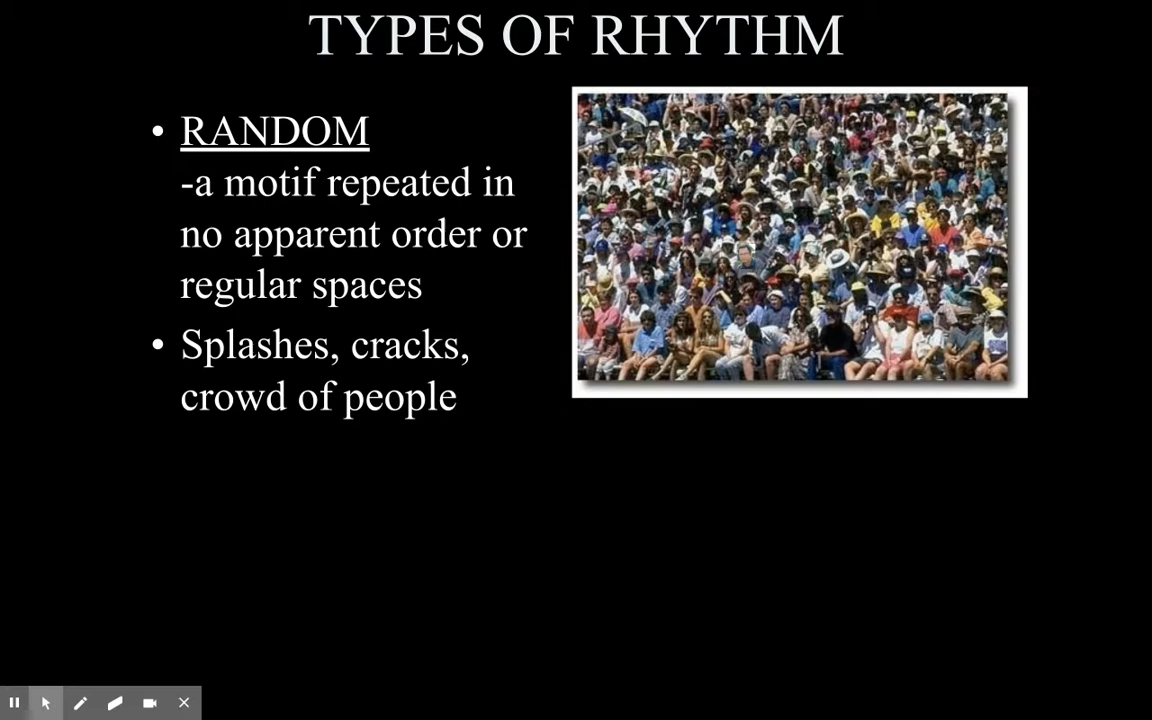 TYPES OF RHYTHM
• RANDOM
-a motif repeated in
no apparent order or
regular spaces
• Splashes, cracks,
crowd of people